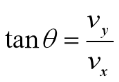 tan θ = v_y / v_x